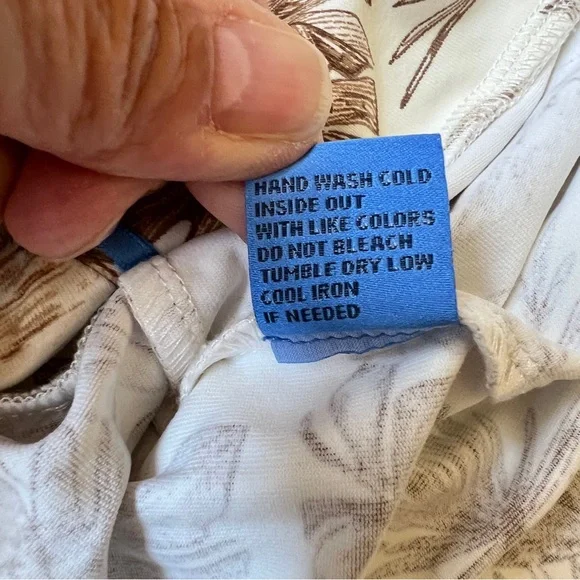 HAND WASH COLD
INSIDE OUT
WITH LIKE COLORS
DO NOT BLEACH
TUMBLE DRY LOW
COOL IRON
IF NEEDED